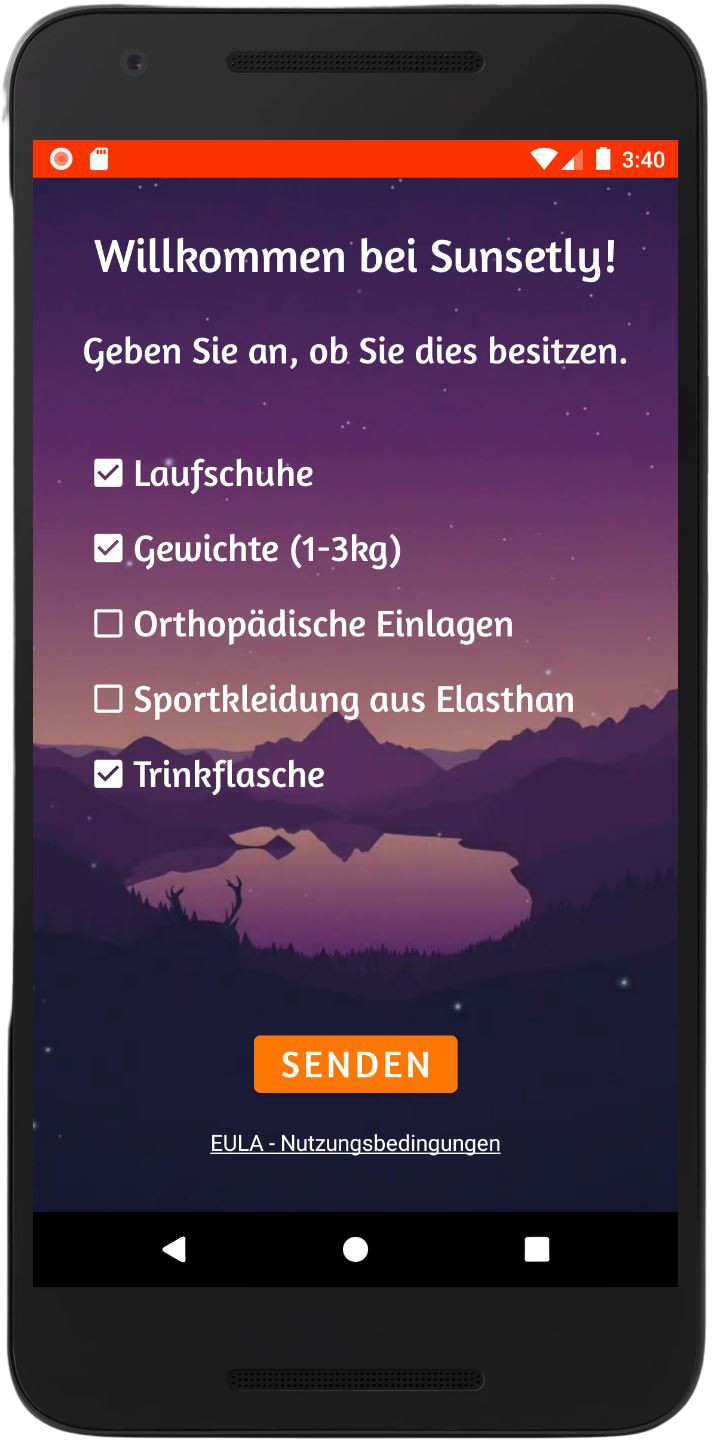 3:40
Willkommen bei Sunsetly!
Geben Sie an, ob Sie dies besitzen.
Laufschuhe
Gewichte (1-3kg)
Orthopädische Einlagen
Sportkleidung aus Elasthan
Trinkflasche
SENDEN
EULA - Nutzungsbedingungen